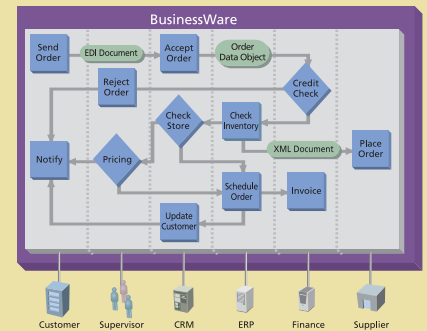 BusinessWare
Send
Order
EDI Document
Accept
Order
Order
Data Object
Reject
Order
Credit
Check
Check
Store
Check
Inventory
XML Document
Place
Order
Notify
Pricing
Schedule
Order
Invoice
Update
Customer
Customer
Supervisor
CRM
ERP
Finance
Supplier